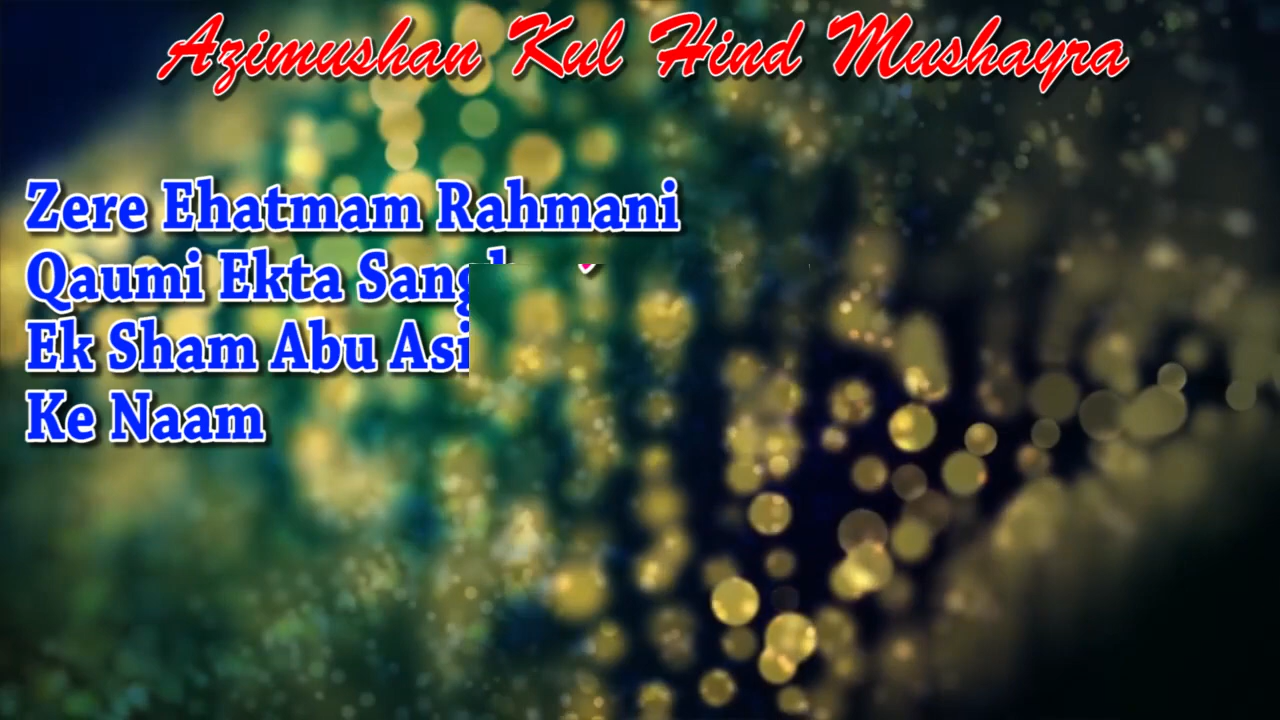 Azimushan Kul Hind Mushayra
Zere Ehatmam Rahmani
Qaumi Ekta
Ek Sham Abu
Ke Naam